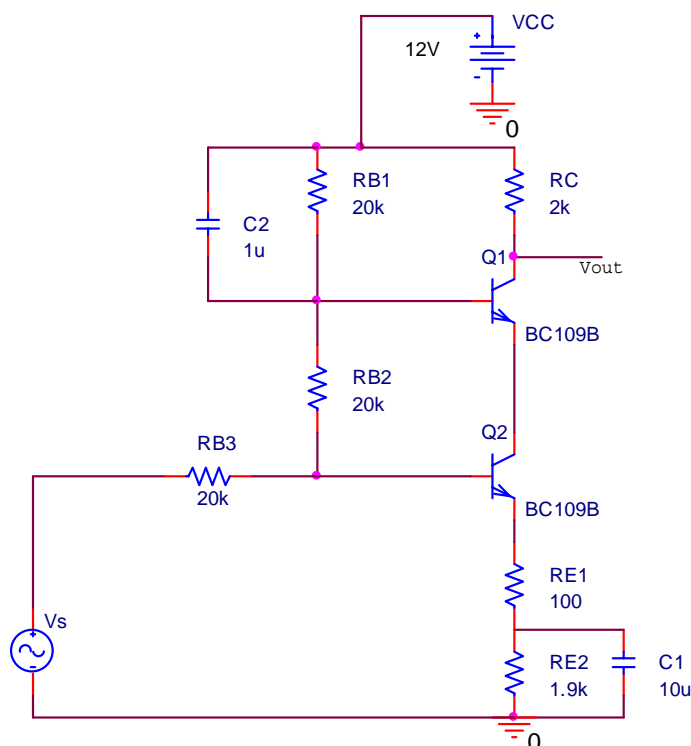 VCC
+
12V
-
0
RB1
20k
RC
2k
C2
1u
Q1
Vout
BC109B
RB2
20k
Q2
RB3
20k
BC109B
RE1
100
Vs
+
-
RE2
1.9k
C1
10u
0